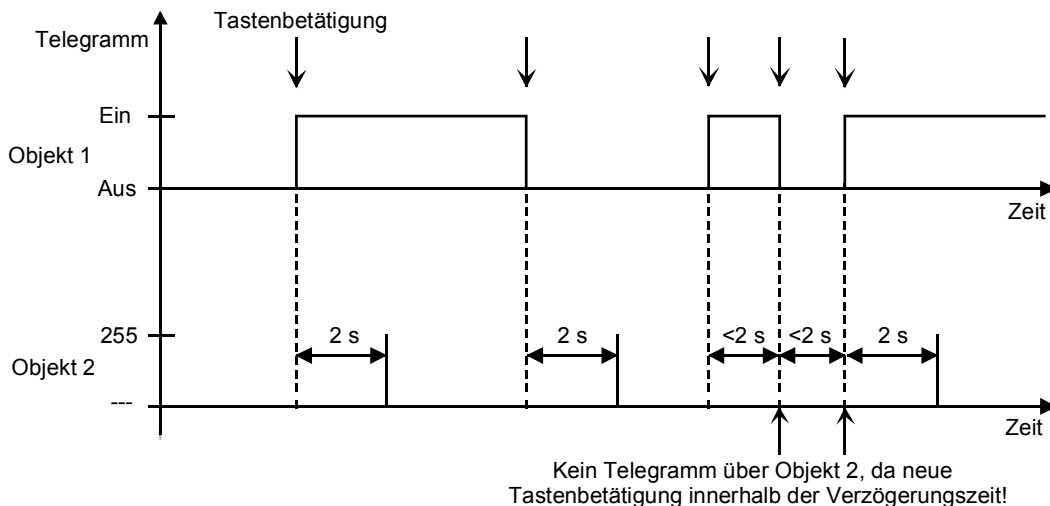 Tastenbetätigung
Telegramm
Ein
Objekt 1
Aus
Zeit
255
2 s
2 s
<2 s
<2 s
2 s
Objekt 2
---
Zeit
Kein Telegramm über Objekt 2, da neue
Tastenbetätigung innerhalb der Verzögerungszeit!